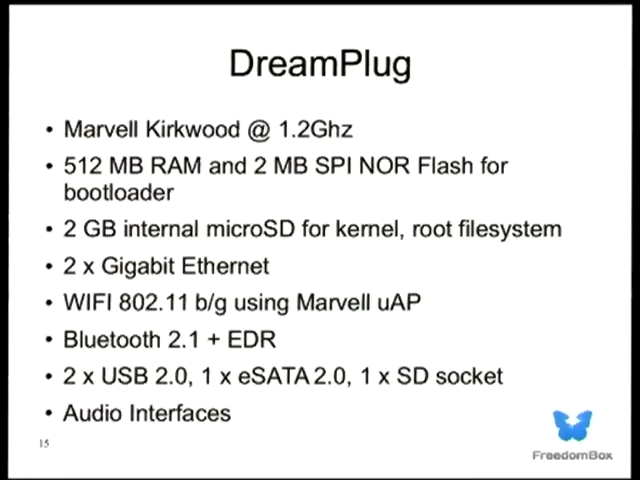 DreamPlug
• Marvell Kirkwood @ 1.2Ghz
• 512 MB RAM and 2 MB SPI NOR Flash for
bootloader
• 2 GB internal microSD for kernel, root filesystem
• 2 x Gigabit Ethernet
• WIFI 802.11 b/g using Marvell uAP
• Bluetooth 2.1 + EDR
• 2 x USB 2.0, 1 x eSATA 2.0, 1 x SD socket
• Audio Interfaces
15
FreedomBox